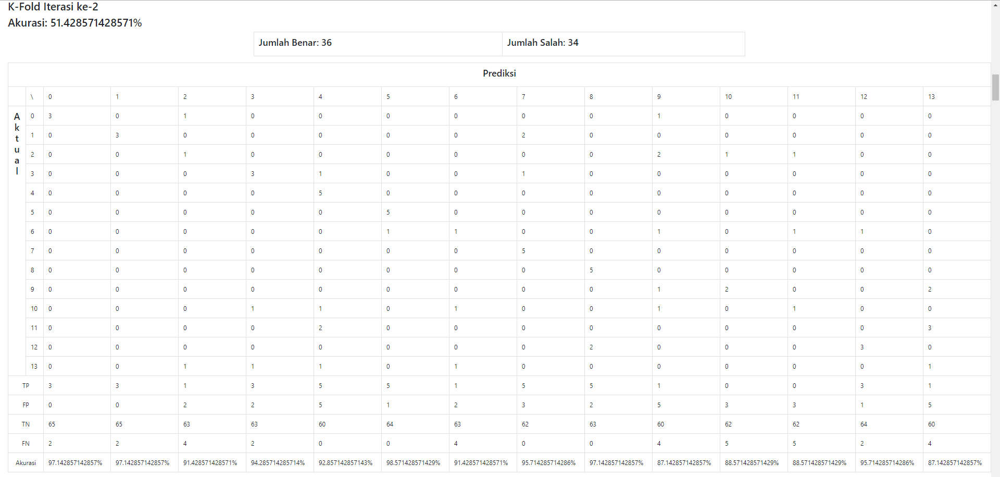 K-Fold Iterasi ke-2
Akurasi: 51.428571428571%
Jumlah Benar: 36 Jumlah Salah: 34
Prediksi
\ 0 1 2 3 4 5 6 7 8 9 10 11 12 13
Aktual
0 3 0 1 0 0 0 0 0 0 1 0 0 0 0
1 0 3 0 0 0 0 0 2 0 0 0 0 0 0
2 0 0 1 0 0 0 0 0 0 2 1 1 0 0
3 0 0 0 3 1 0 0 1 0 0 0 0 0 0
4 0 0 0 0 5 0 0 0 0 0 0 0 0 0
5 0 0 0 0 0 5 0 0 0 0 0 0 0 0
6 0 0 0 0 0 1 1 0 0 1 0 1 1 0
7 0 0 0 0 0 0 0 5 0 0 0 0 0 0
8 0 0 0 0 0 0 0 0 5 0 0 0 0 0
9 0 0 0 0 0 0 0 0 0 1 2 0 0 2
10 0 0 0 1 1 0 1 0 0 1 0 1 0 0
11 0 0 0 0 2 0 0 0 0 0 0 0 0 3
12 0 0 0 0 0 0 0 0 2 0 0 0 3 0
13 0 0 1 1 1 0 1 0 0 0 0 0 0 1
TP 3 3 1 3 5 5 1 5 5 1 0 0 3 1
FP 0 0 2 2 5 1 2 3 2 5 3 3 1 5
TN 65 65 63 63 60 64 63 62 63 60 62 62 64 60
FN 2 2 4 2 0 0 4 0 0 4 5 5 2 4
Akurasi 97.142857142857% 97.142857142857% 91.428571428571% 94.285714285714% 92.857142857143% 98.571428571429% 91.428571428571% 95.714285714286% 97.142857142857% 87.142857142857% 88.571428571429% 88.571428571429% 95.714285714286% 87.142857142857%